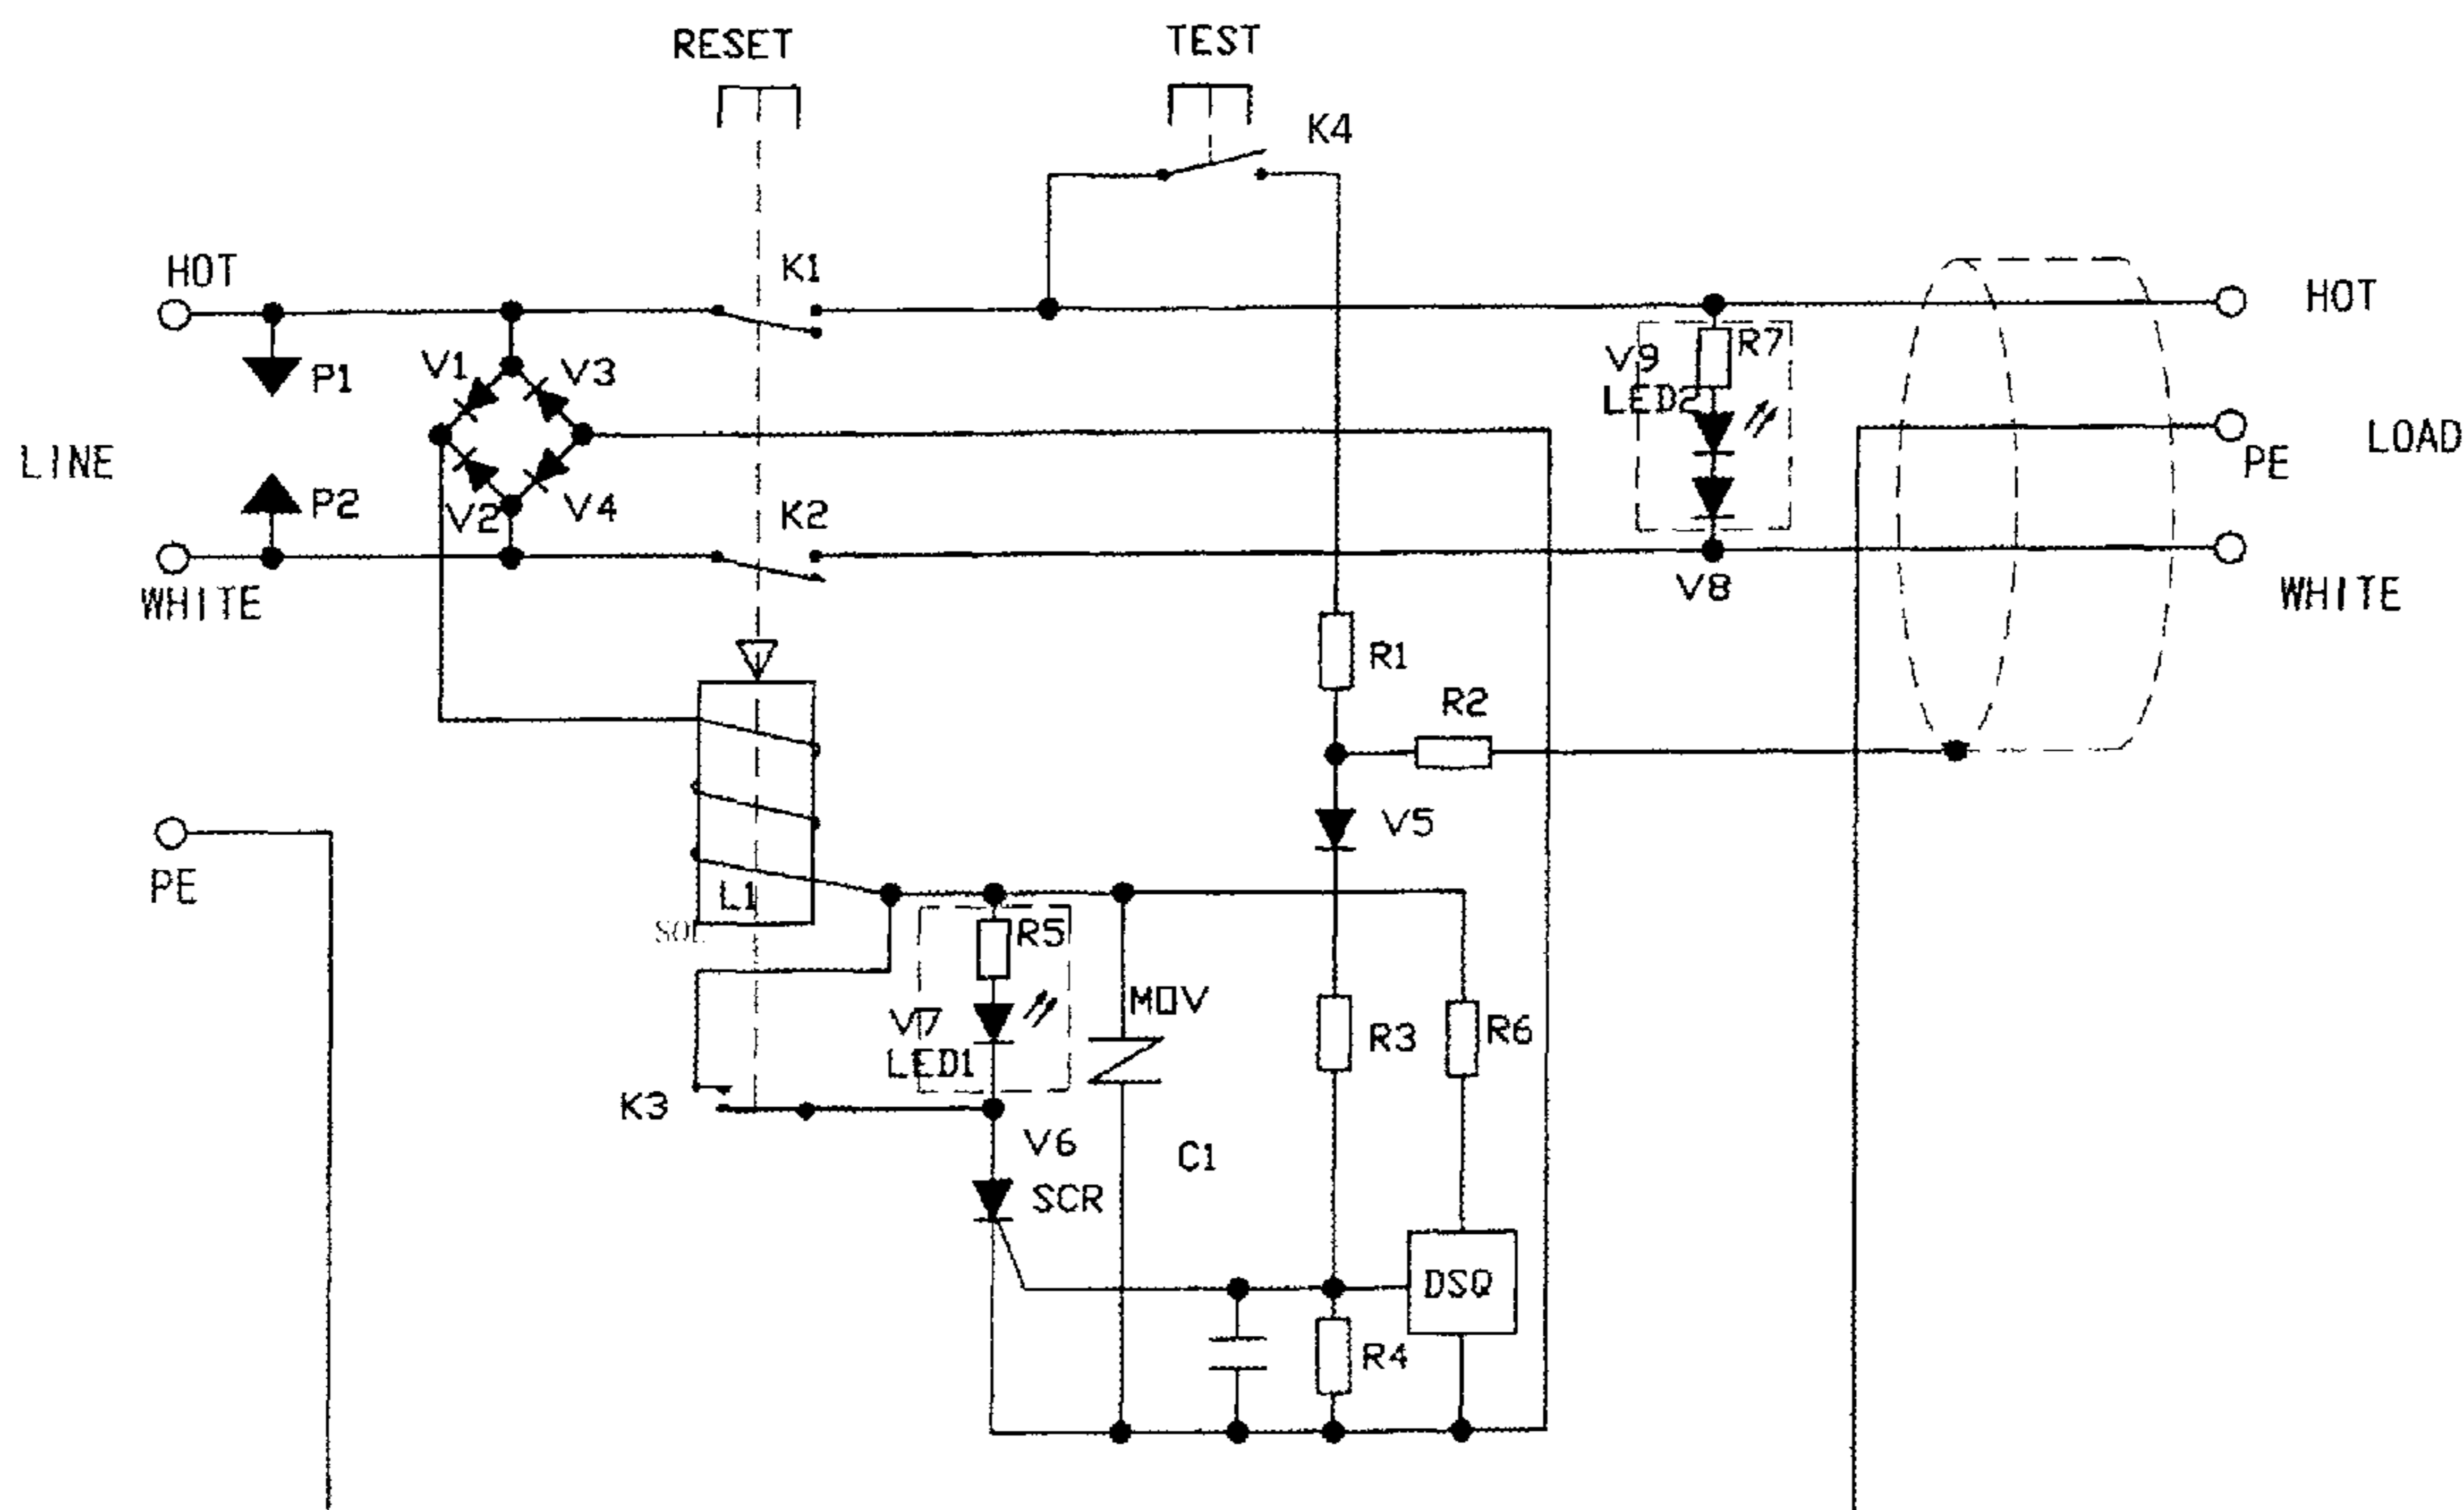 RESET
TEST
K4
HOT
K1
HOT
V1
V3
P1
V9
R7
LED2
LINE
LOAD
PE
P2
V2
V4
K2
WHITE
V8
WHITE
R1
R2
V5
PE
L1
SOL
R5
MOV
V7
LED1
R3
R6
K3
V6
C1
SCR
DSQ
R4